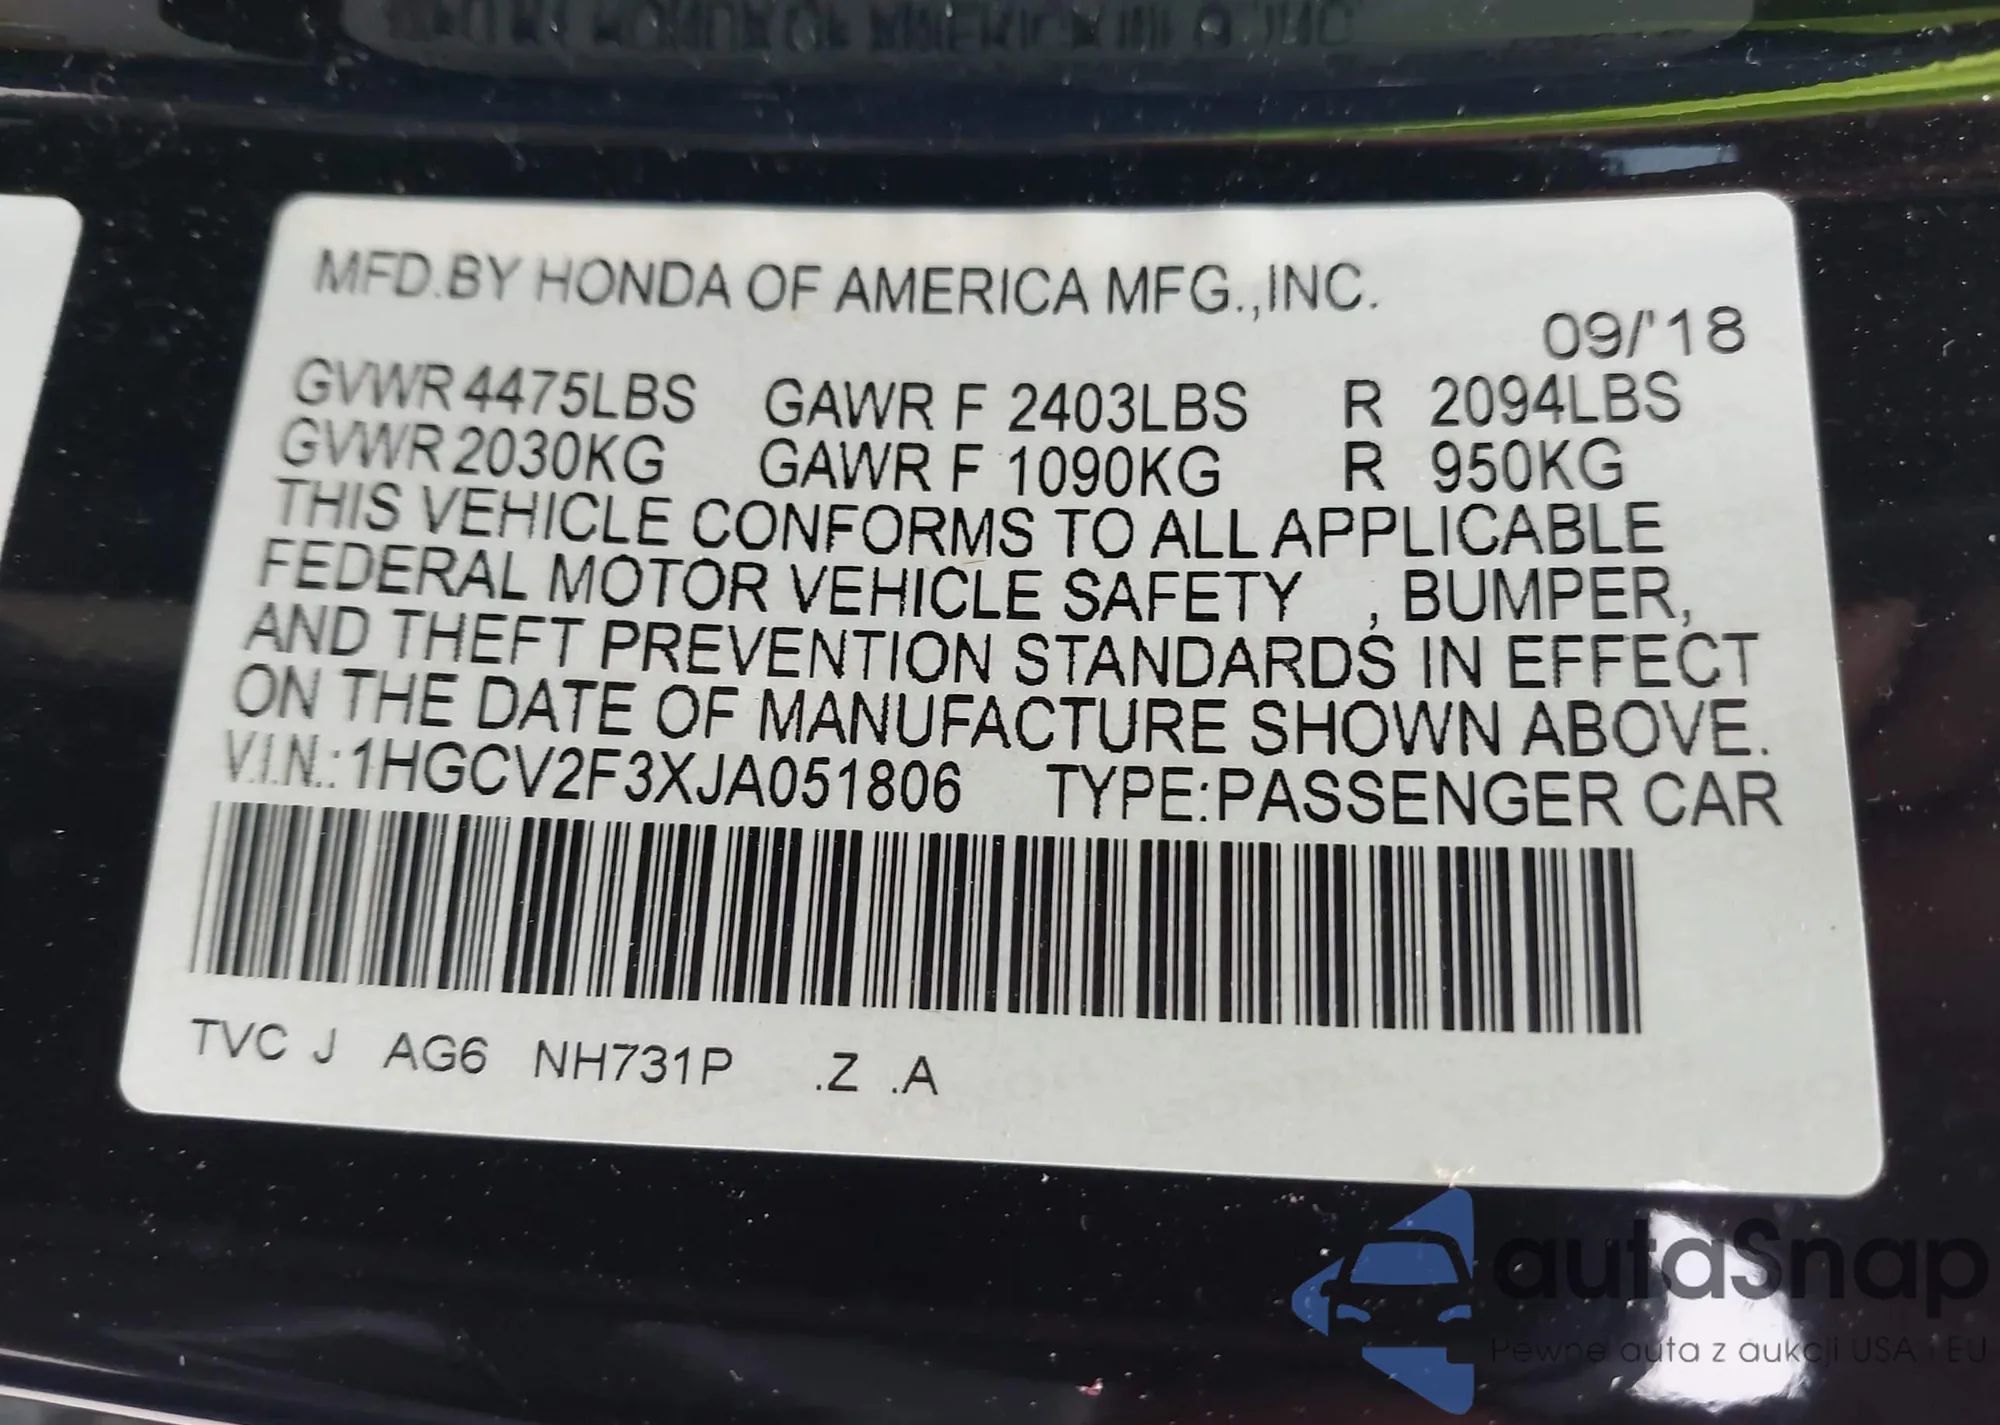 MFD.BY HONDA OF AMERICA MFG.,INC.
09/'18
GVWR 4475LBS GAWR F 2403LBS R 2094LBS
GVWR 2030KG GAWR F 1090KG R 950KG
THIS VEHICLE CONFORMS TO ALL APPLICABLE
FEDERAL MOTOR VEHICLE SAFETY , BUMPER,
AND THEFT PREVENTION STANDARDS IN EFFECT
ON THE DATE OF MANUFACTURE SHOWN ABOVE.
V.I.N.: 1HGCV2F3XJA051806 TYPE:PASSENGER CAR
TVC J AG6 NH731P .Z .A
autaSnap
Pewne auta z aukcji USA i EU